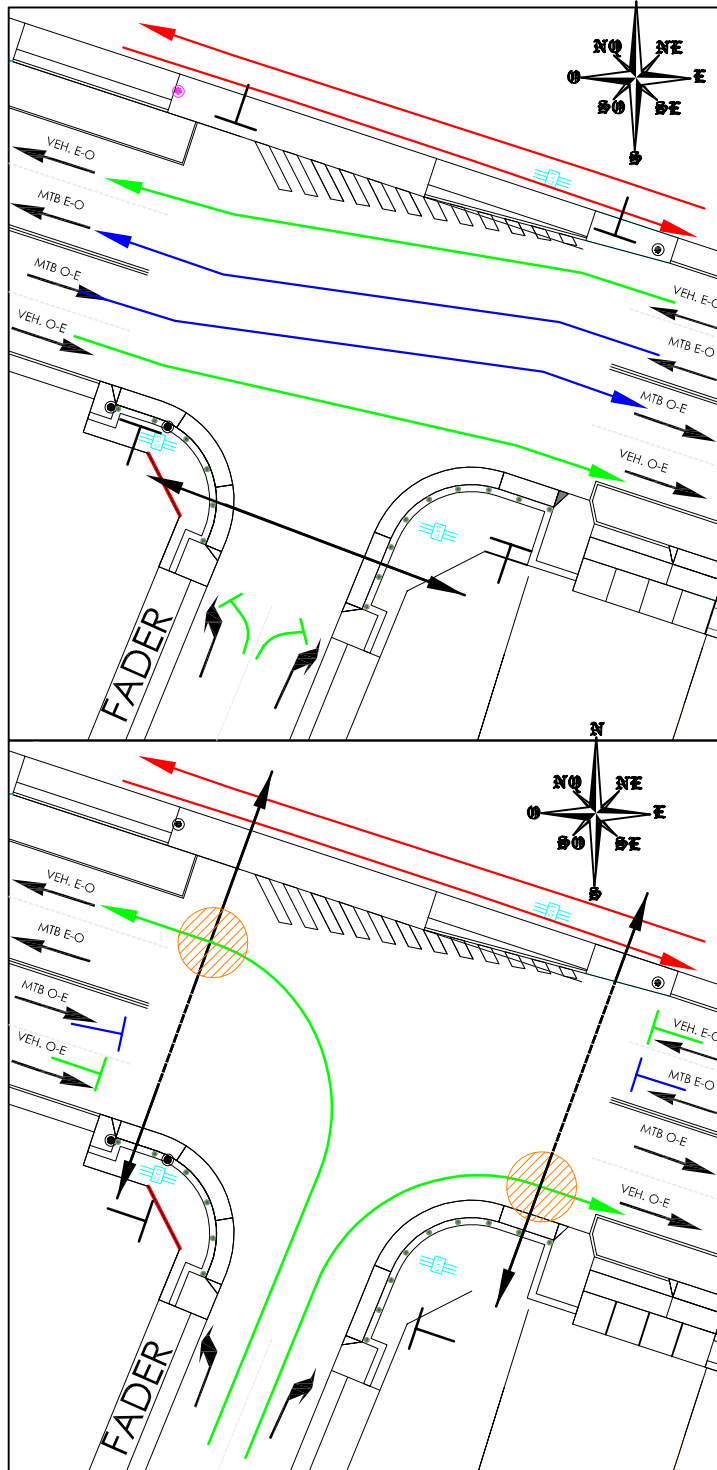 NO
NE
O
E
SO
SE
S
VEH. E-O
MTB E-O
MTB O-E
VEH. O-E
VEH. E-O
MTB E-O
MTB O-E
VEH. O-E
FADER
N
NO
NE
O
E
SO
SE
S
VEH. E-O
MTB E-O
MTB O-E
VEH. O-E
VEH. E-O
MTB E-O
MTB O-E
VEH. O-E
FADER